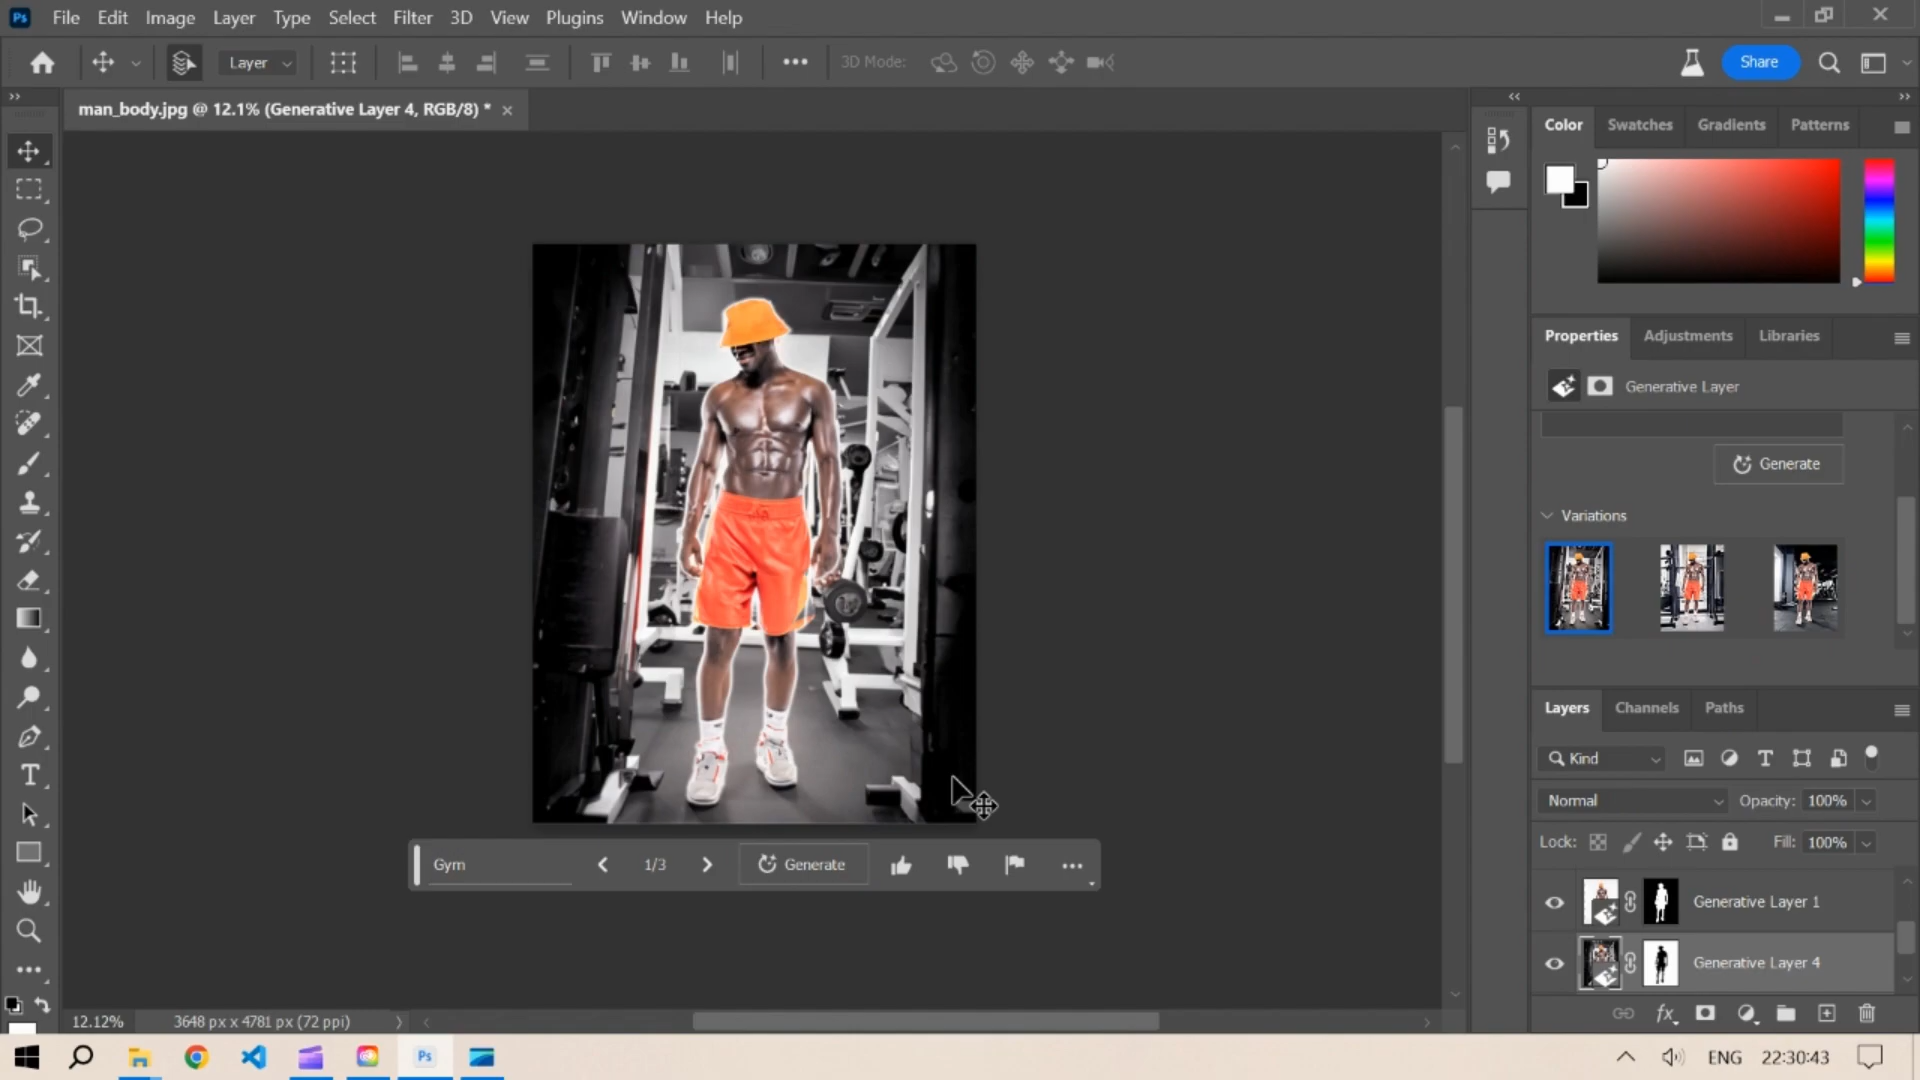 Ps File Edit Image Layer Type Select Filter 3D View Plugins Window Help
Layer 3D Mode: Share
man_body.jpg @ 12.1% (Generative Layer 4, RGB/8) *
Color Swatches Gradients Patterns
Properties Adjustments Libraries
Generative Layer
Generate
Variations
Layers Channels Paths
Kind
Normal Opacity: 100%
Lock: Fill: 100%
Generative Layer 1
Generative Layer 4
fx
Gym 1/3 Generate
12.12% 3648 px x 4781 px (72 ppi)
Ps ENG 22:30:43